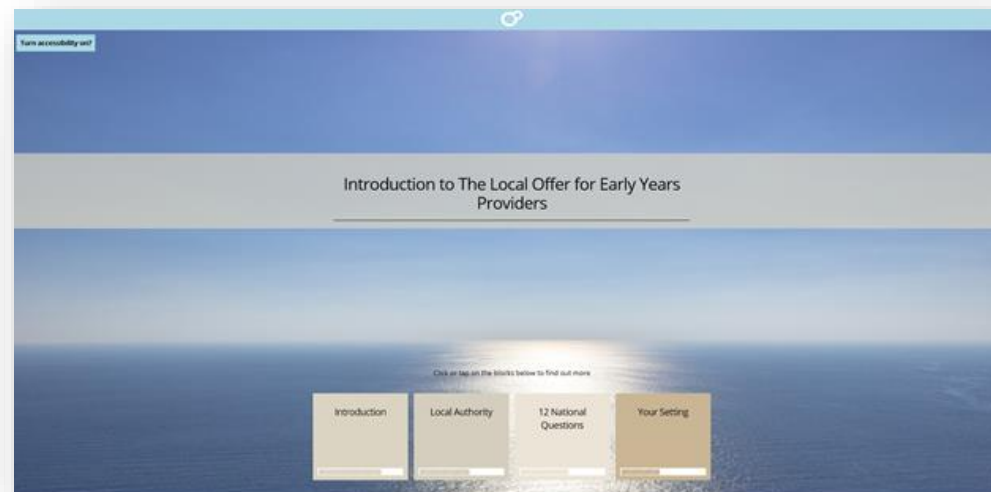 Turn accessibility on?
Introduction to The Local Offer for Early Years
Providers
Click or tap on the blocks below to find out more
Introduction
Local Authority
12 National
Questions
Your Setting